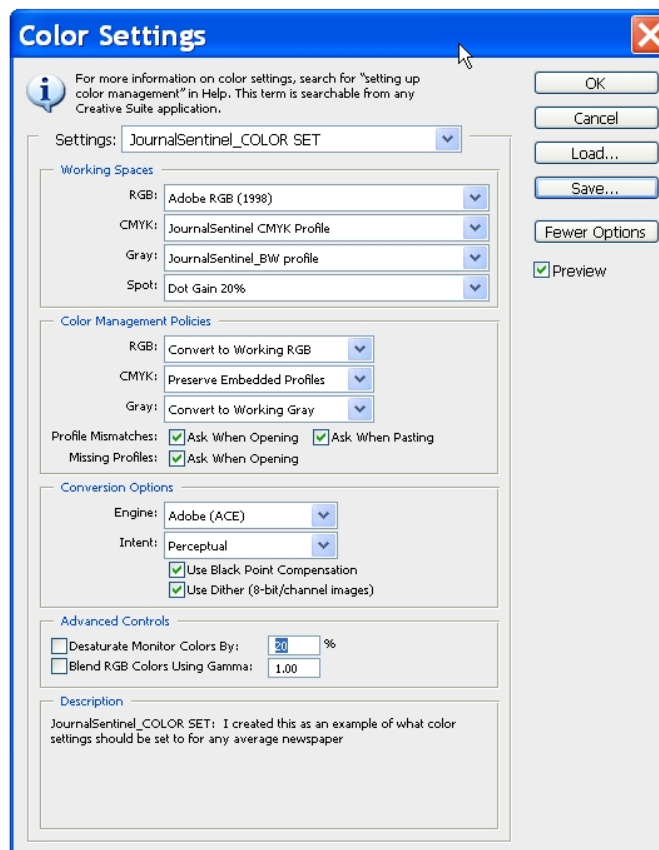 Color Settings
For more information on color settings, search for "setting up
color management" in Help. This term is searchable from any
Creative Suite application.
Settings: JournalSentinel_COLOR SET
Working Spaces
RGB: Adobe RGB (1998)
CMYK: JournalSentinel CMYK Profile
Gray: JournalSentinel_BW profile
Spot: Dot Gain 20%
Color Management Policies
RGB: Convert to Working RGB
CMYK: Preserve Embedded Profiles
Gray: Convert to Working Gray
Profile Mismatches: Ask When Opening Ask When Pasting
Missing Profiles: Ask When Opening
Conversion Options
Engine: Adobe (ACE)
Intent: Perceptual
Use Black Point Compensation
Use Dither (8-bit/channel images)
Advanced Controls
Desaturate Monitor Colors By: 20 %
Blend RGB Colors Using Gamma: 1.00
Description
JournalSentinel_COLOR SET: I created this as an example of what color
settings should be set to for any average newspaper
OK
Cancel
Load...
Save...
Fewer Options
Preview